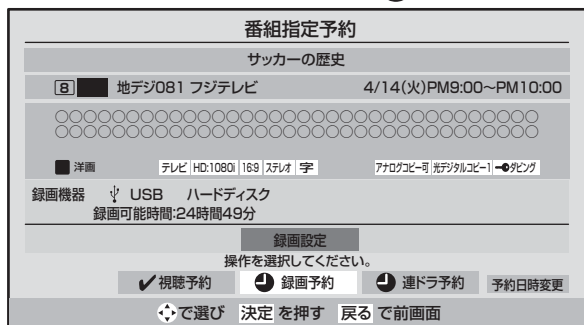 番組指定予約
サッカーの歴史
8 地デジ081 フジテレビ 4/14(火)PM9:00~PM10:00
○○○○○○○○○○○○○○○○○○○○○○○○○○○○○○○○○○
○○○○○○○○○○○○○○○○○○○○○○○○○○○○○○○○○○
洋画 テレビ HD:1080i 16:9 ステレオ 字 アナログコピー可 光デジタルコピー1 ダビング
録画機器 USB ハードディスク
録画可能時間:24時間49分
録画設定
操作を選択してください。
✔視聴予約 録画予約 連ドラ予約 予約日時変更
で選び 決定 を押す 戻る で前画面